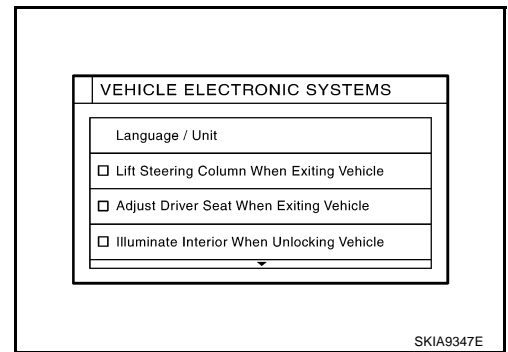 VEHICLE ELECTRONIC SYSTEMS
Language / Unit
Lift Steering Column When Exiting Vehicle
Adjust Driver Seat When Exiting Vehicle
Illuminate Interior When Unlocking Vehicle
SKIA9347E